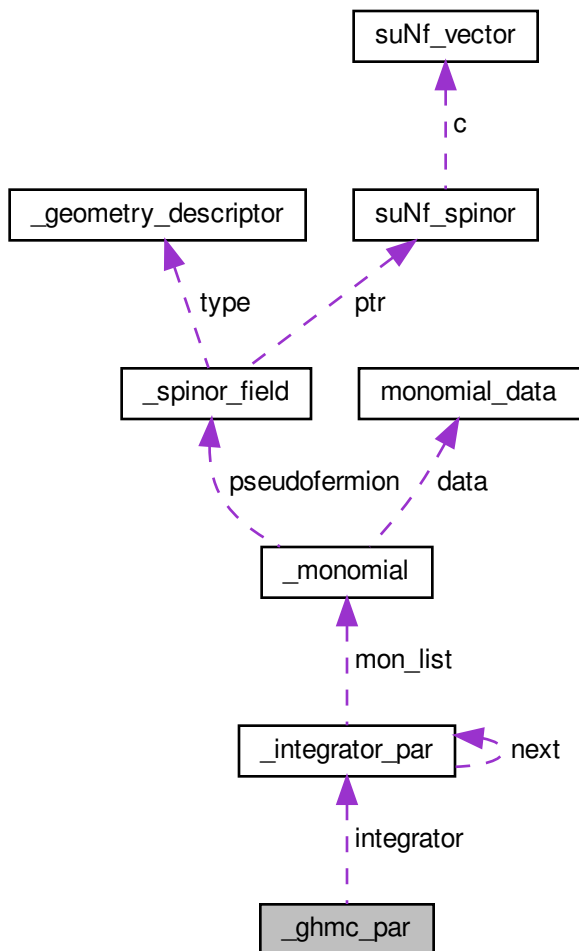 suNf_vector
c
_geometry_descriptor
suNf_spinor
type
ptr
_spinor_field
monomial_data
pseudofermion
data
_monomial
mon_list
_integrator_par
next
integrator
_ghmc_par